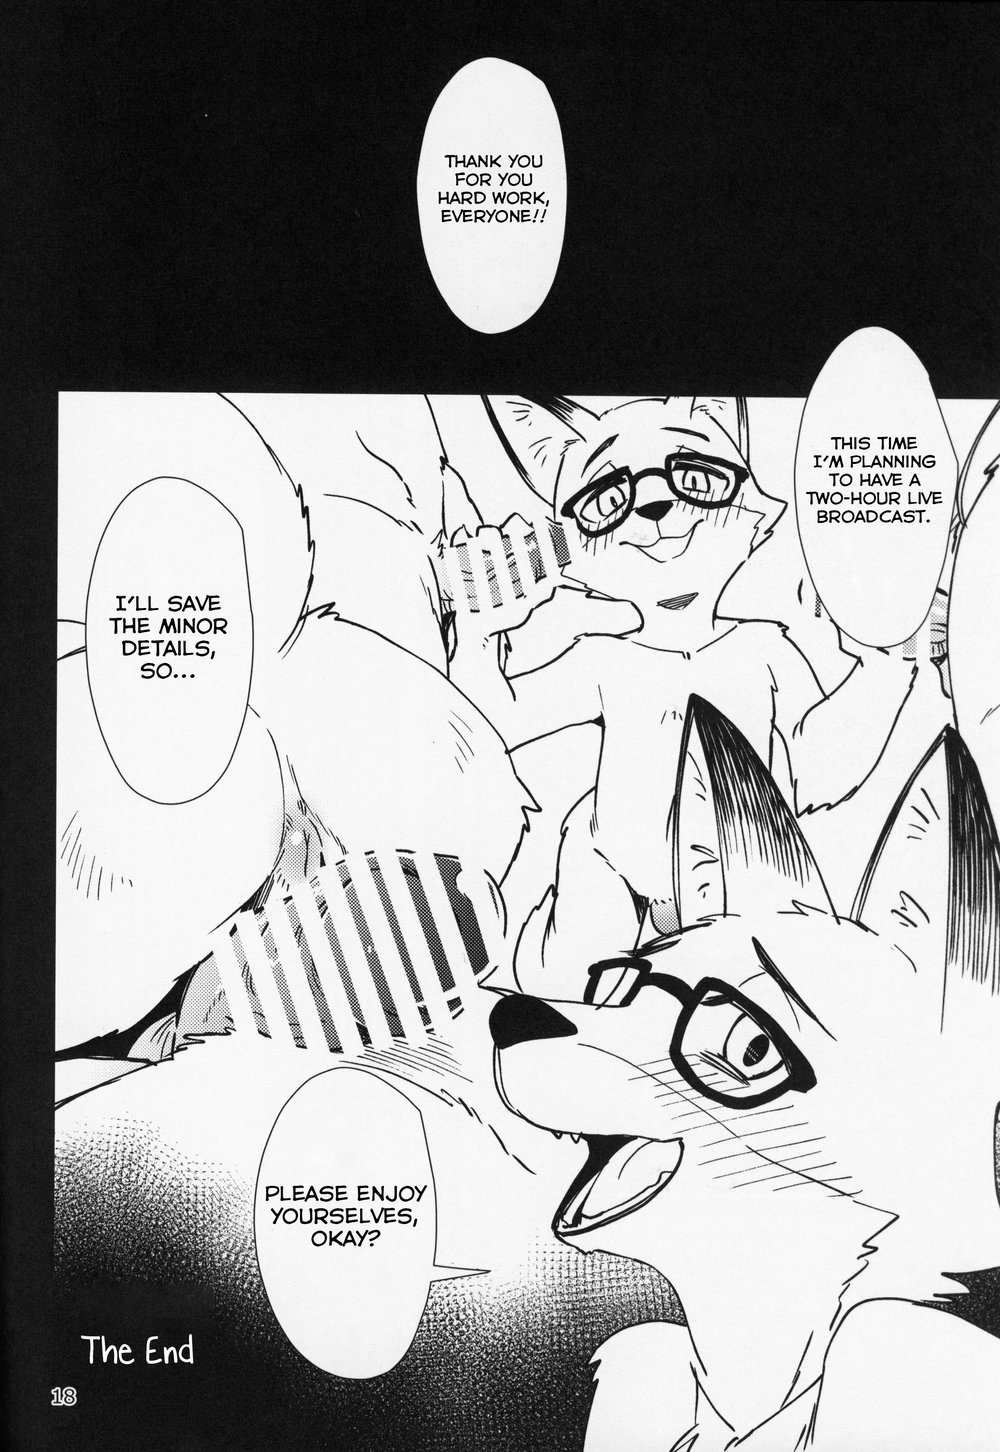 THANK YOU
FOR YOU
HARD WORK,
EVERYONE!!
THIS TIME
I'M PLANNING
TO HAVE A
TWO-HOUR LIVE
BROADCAST.
I'LL SAVE
THE MINOR
DETAILS,
SO...
PLEASE ENJOY
YOURSELVES,
OKAY?
The End
18